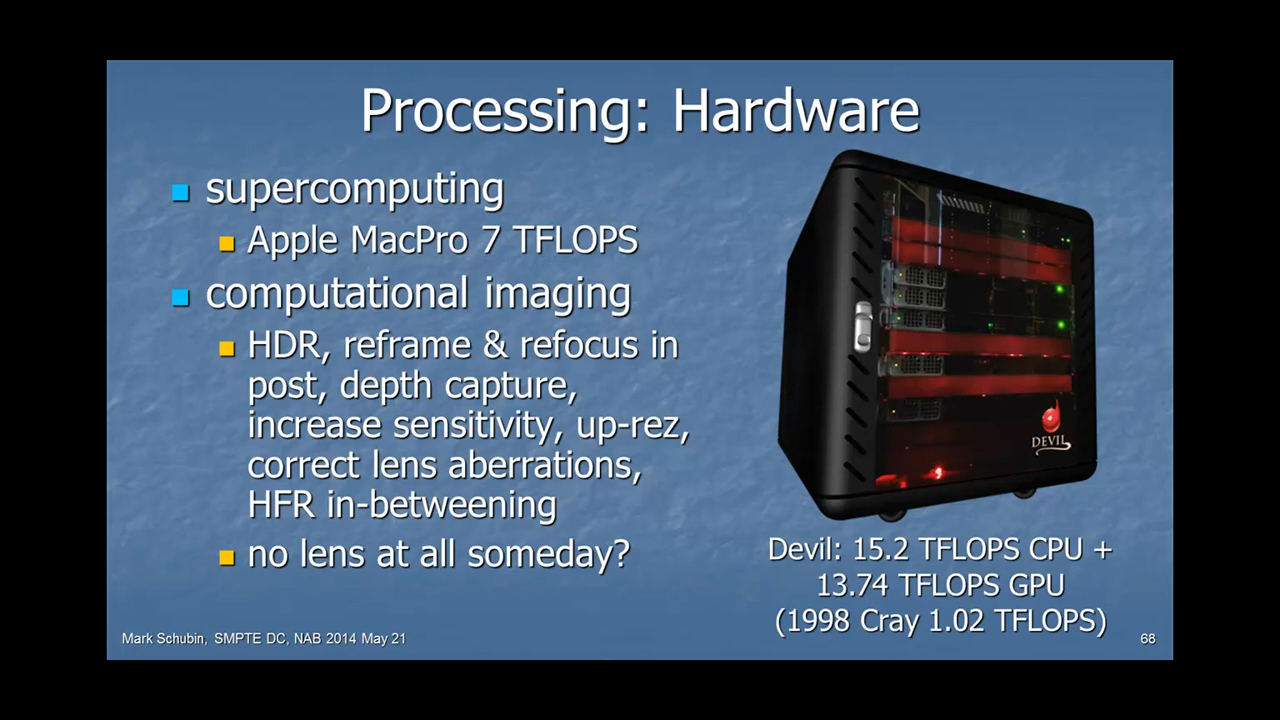 Processing: Hardware
supercomputing
Apple MacPro 7 TFLOPS
computational imaging
HDR, reframe & refocus in
post, depth capture,
increase sensitivity, up-rez,
correct lens aberrations,
HFR in-betweening
no lens at all someday?
DEVIL
Devil: 15.2 TFLOPS CPU +
13.74 TFLOPS GPU
(1998 Cray 1.02 TFLOPS)
Mark Schubin, SMPTE DC, NAB 2014 May 21
68